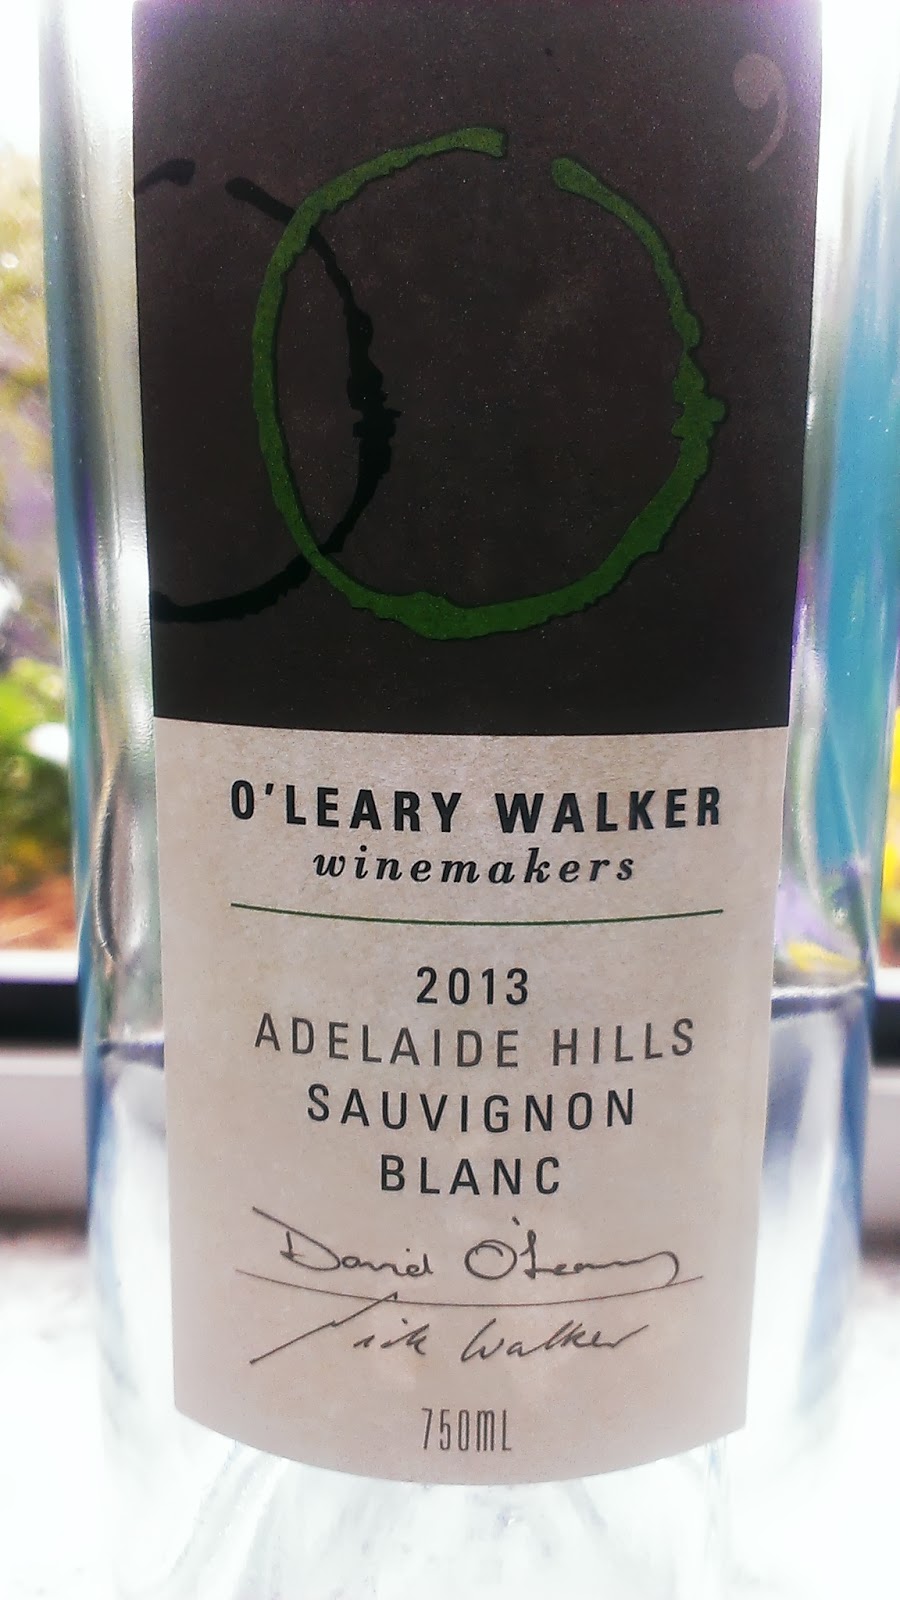 O'LEARY WALKER
winemakers
2013
ADELAIDE HILLS
SAUVIGNON
BLANC
David O'Leary
Nick Walker
750ML